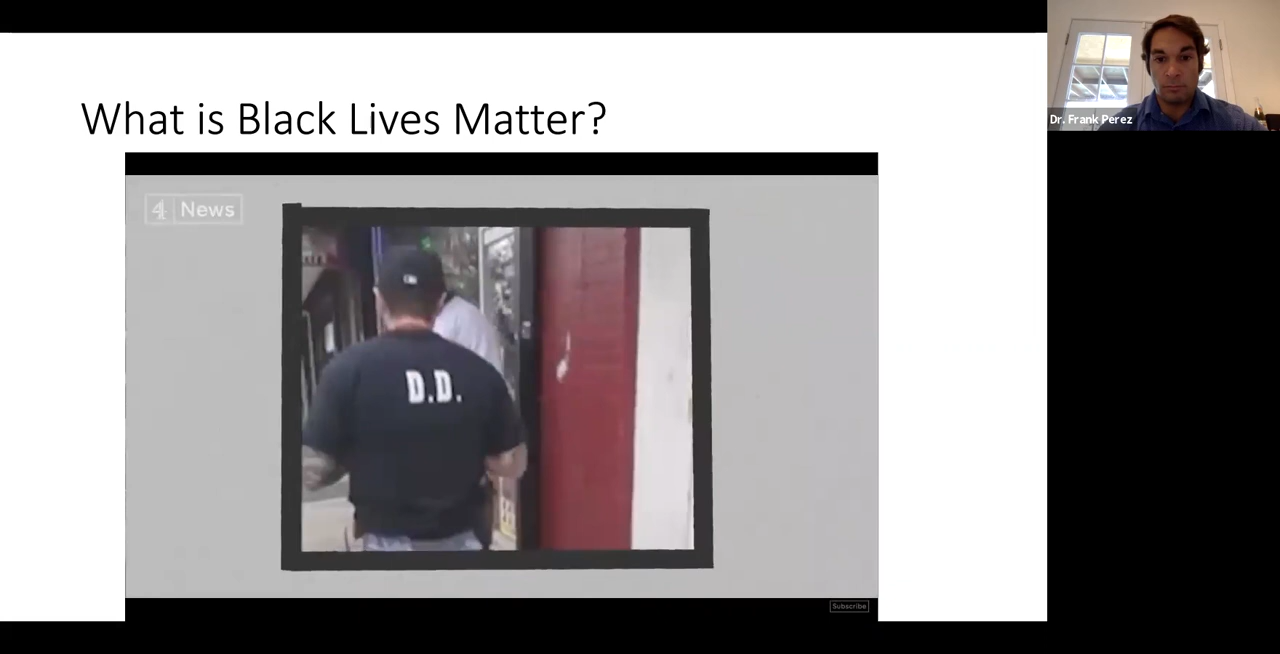 What is Black Lives Matter?
4 News
D.D.
Subscribe
Dr. Frank Perez